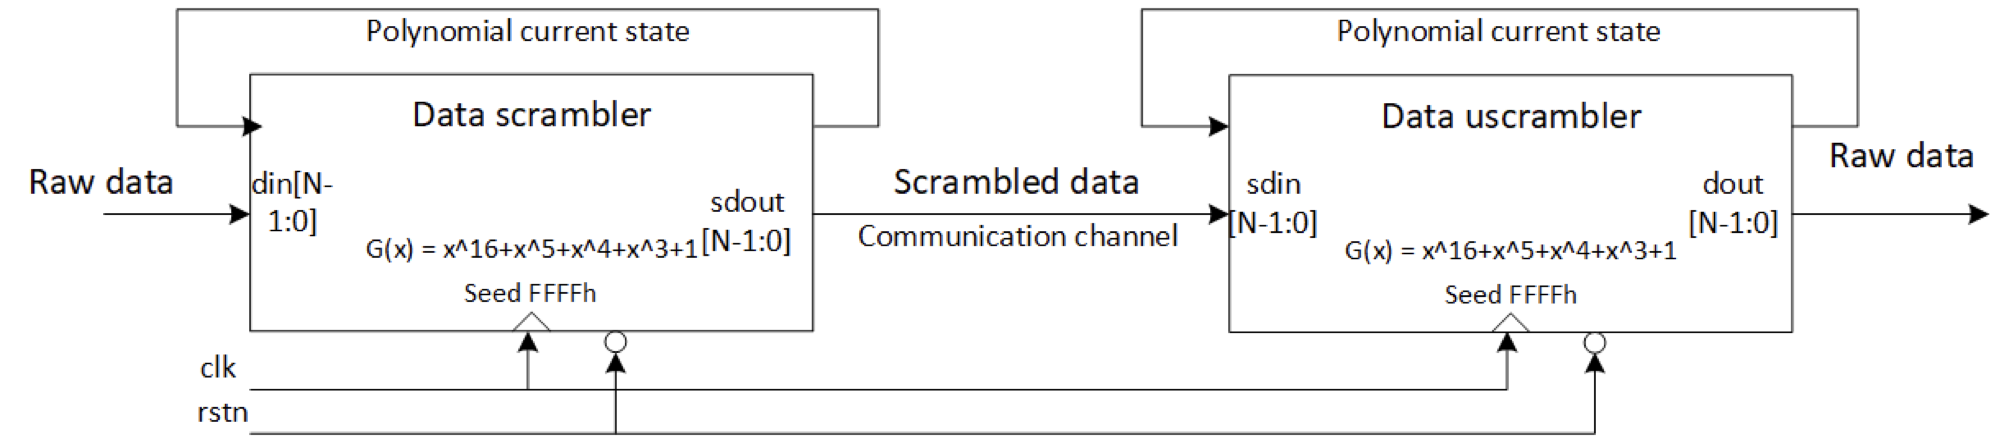 Polynomial current state
Data scrambler
Raw data
din[N-
1:0]
sdout
[N-1:0]
G(x) = x^16+x^5+x^4+x^3+1
Seed FFFFh
Scrambled data
Communication channel
Polynomial current state
Data uscrambler
sdin
[N-1:0]
dout
[N-1:0]
G(x) = x^16+x^5+x^4+x^3+1
Seed FFFFh
Raw data
clk
rstn